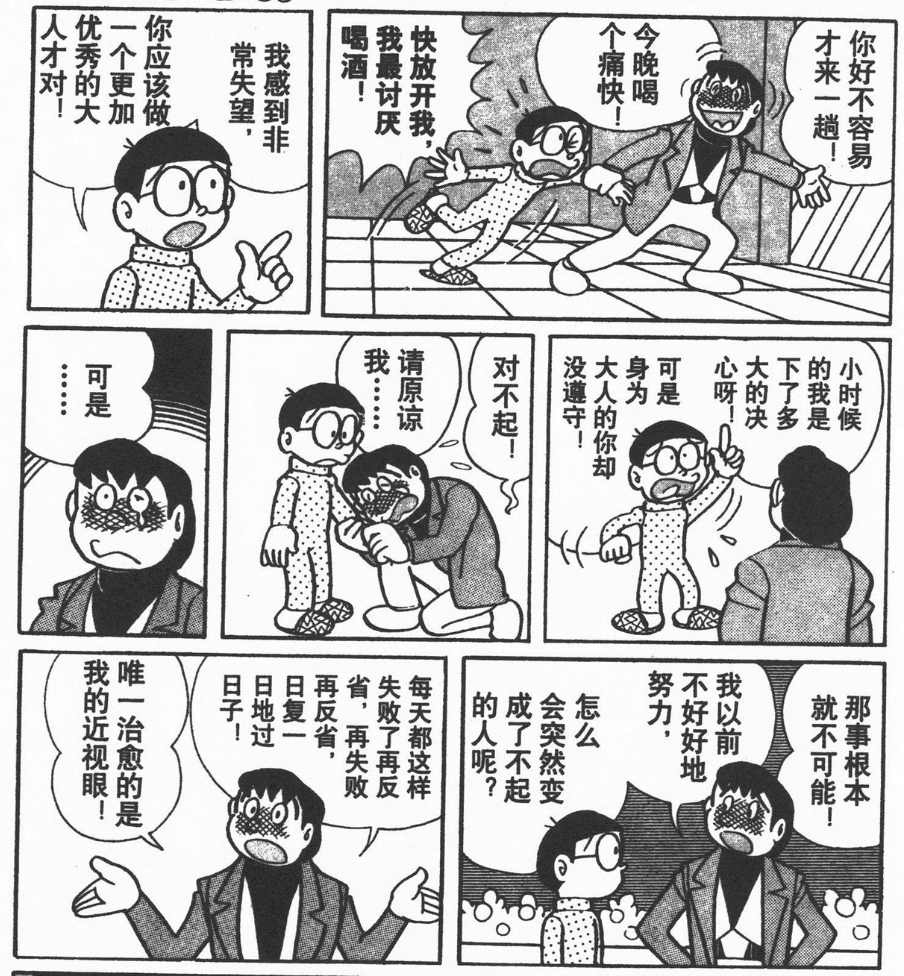 你好不容易
才来一趟！
今晚喝
个痛快！
快放开我，
我最讨厌
喝酒！
我感到非
常失望，
你应该做
一个更加
优秀的大
人才对！
小时候
的我是
下了多
大的决
心呀！
可是
身为
大人的你却
没遵守！
对不起！
请原谅
我……
可是
……
那事根本
就不可能！
我以前
不好好地
努力，
怎么
会突然变
成了不起
的人呢？
每天都这样
失败了再反
省，再失败
再反省，
日复一
日地过
日子！
唯一治愈的是
我的近视眼！